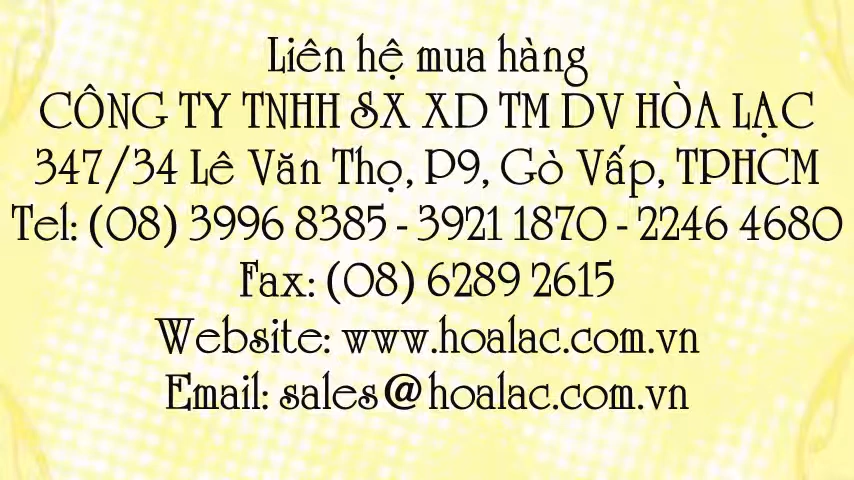 Liên hệ mua hàng
CÔNG TY TNHH SX XD TM DV HÒA LẠC
347/34 Lê Văn Thọ, P9, Gò Vấp, TPHCM
Tel: (08) 3996 8385 - 3921 1870 - 2246 4680
Fax: (08) 6289 2615
Website: www.hoalac.com.vn
Email: sales@hoalac.com.vn